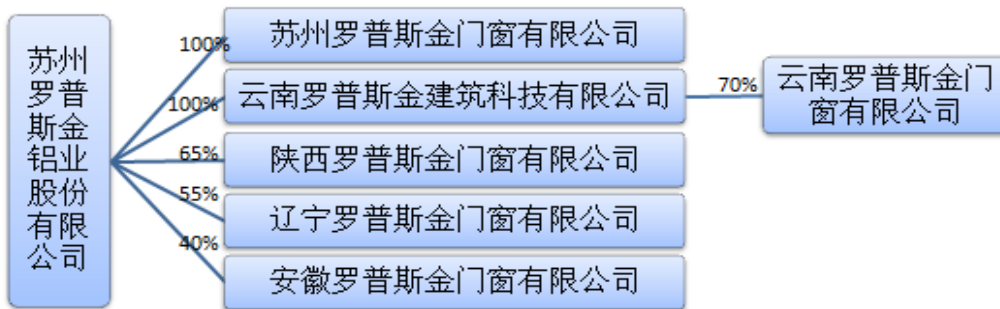 苏州
罗普
斯金
铝业
股份
有限
公司
100%
苏州罗普斯金门窗有限公司
100%
云南罗普斯金建筑科技有限公司
70%
云南罗普斯金门
窗有限公司
65%
陕西罗普斯金门窗有限公司
55%
辽宁罗普斯金门窗有限公司
40%
安徽罗普斯金门窗有限公司